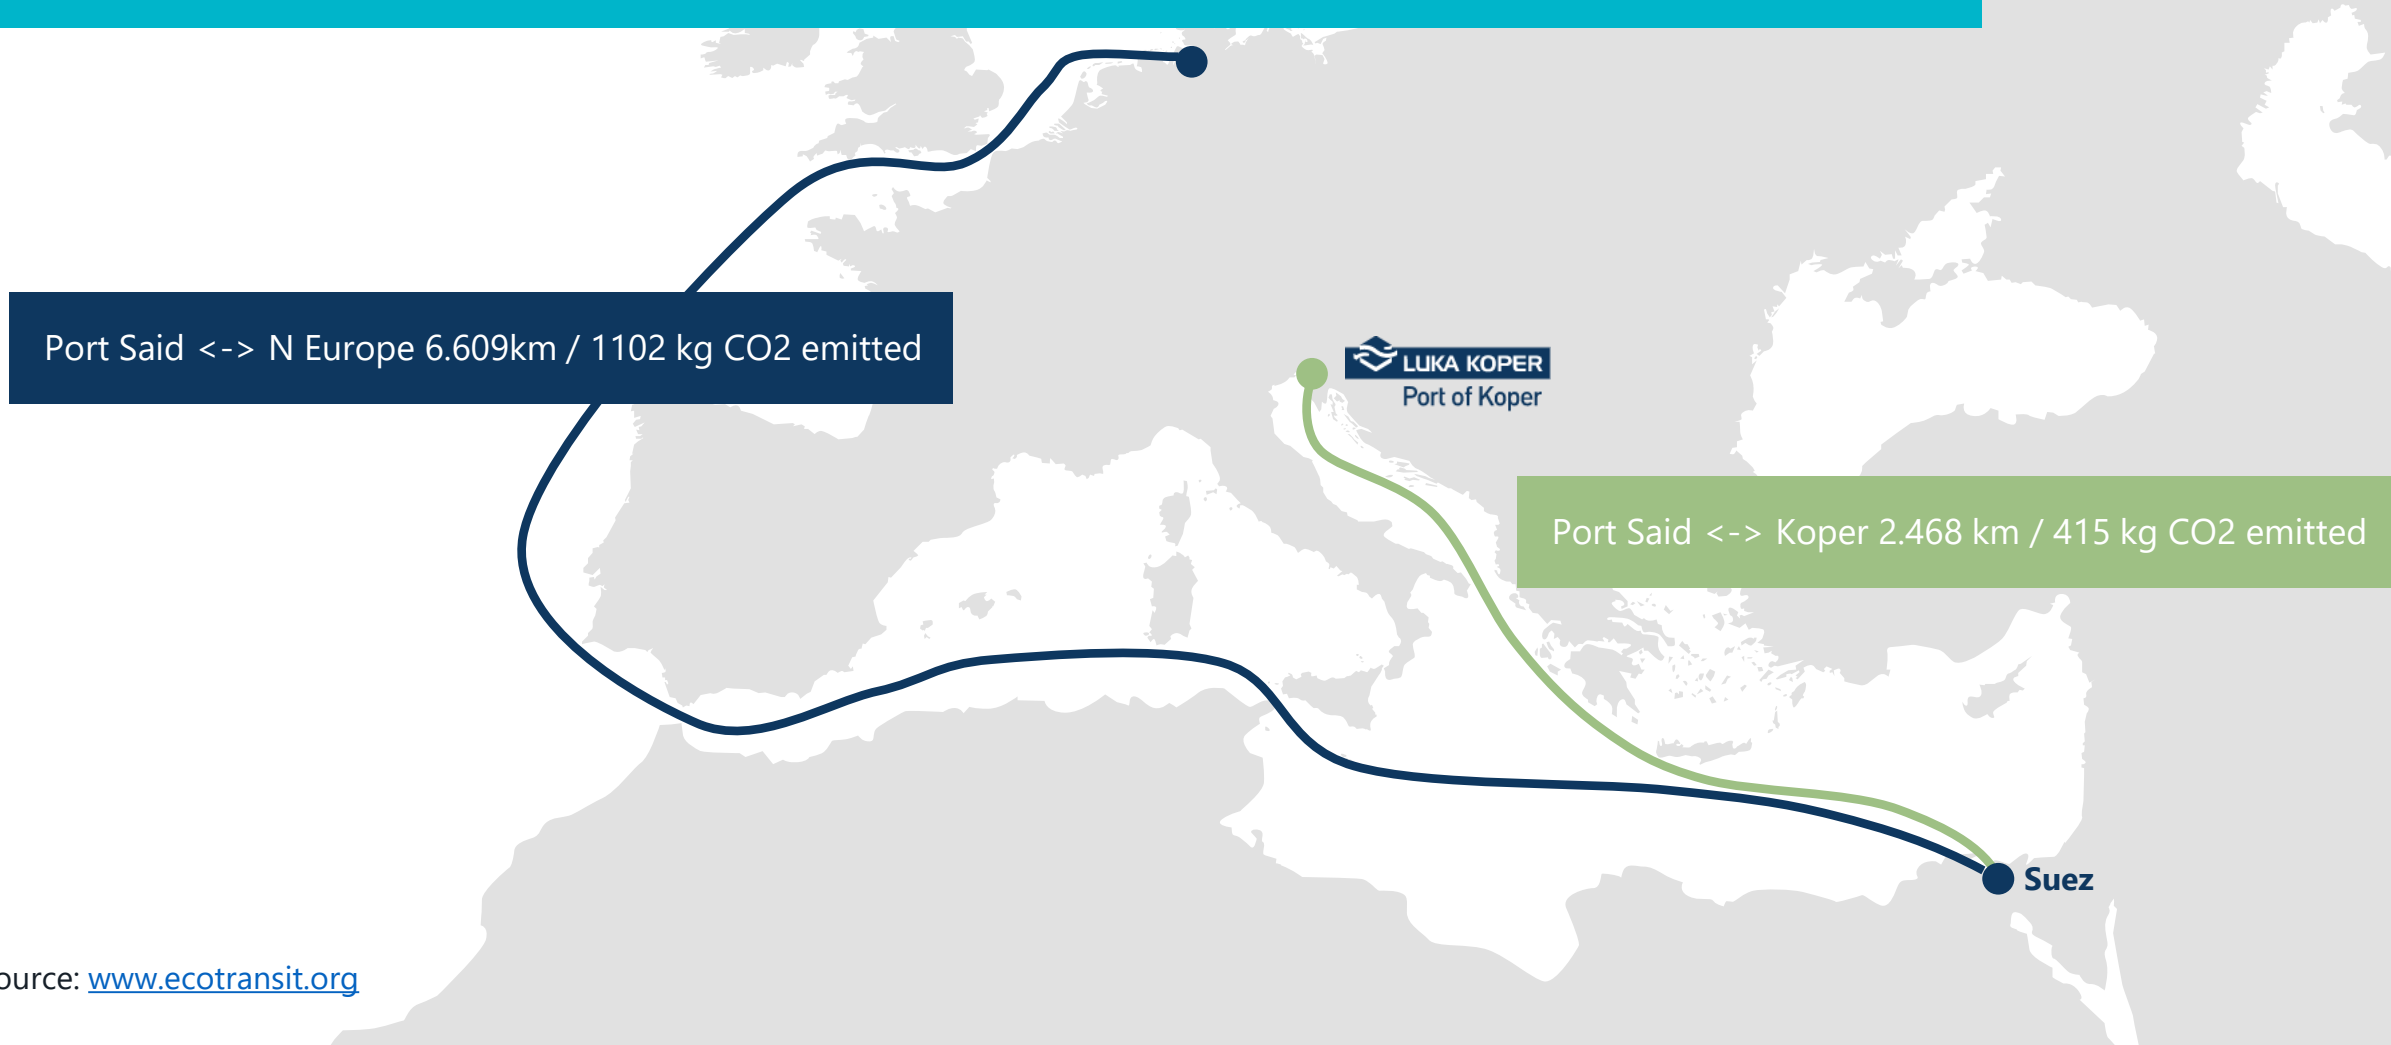 Port Said <-> N Europe 6.609km / 1102 kg CO2 emitted
LUKA KOPER
Port of Koper
Port Said <-> Koper 2.468 km / 415 kg CO2 emitted
Suez
ource: www.ecotransit.org